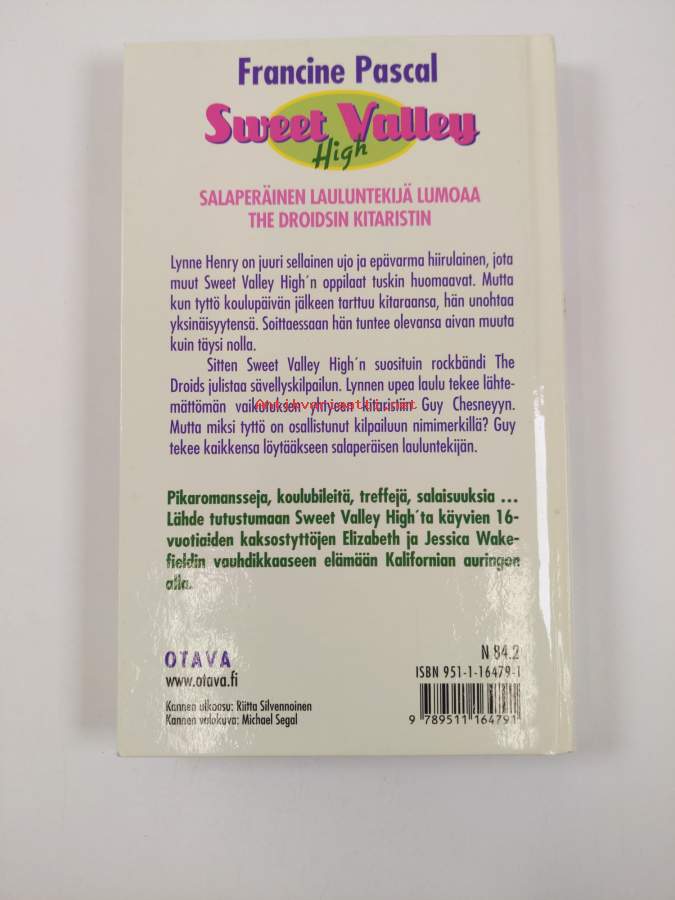 Francine Pascal
Sweet Valley
High
SALAPERÄINEN LAULUNTEKIJÄ LUMOAA
THE DROIDSIN KITARISTIN
Lynne Henry on juuri sellainen ujo ja epävarma hiirulainen, jota
muut Sweet Valley High´n oppilaat tuskin huomaavat. Mutta
kun tyttö koulupäivän jälkeen tarttuu kitaraansa, hän unohtaa
yksinäisyytensä. Soittaessaan hän tuntee olevansa aivan muuta
kuin täysi nolla.
Sitten Sweet Valley High´n suosituin rockbändi The
Droids julistaa sävellyskilpailun. Lynnen upea laulu tekee lähte-
mättömän vaikutuksen yhtyeen kitaristiin Guy Chesneyyn.
Antikvariaatti.net
Mutta miksi tyttö on osallistunut kilpailuun nimimerkillä? Guy
tekee kaikkensa löytääkseen salaperäisen lauluntekijän.
Pikaromansseja, koulubileitä, treffejä, salaisuuksia ...
Lähde tutustumaan Sweet Valley High´ta käyvien 16-
vuotiaiden kaksostyttöjen Elizabeth ja Jessica Wake-
fieldin vauhdikkaaseen elämään Kalifornian auringon
alla.
OTAVA
www.otava.fi
Kannen ulkoasu: Riitta Silvennoinen
Kannen valokuva: Michael Segal
N 84.2
ISBN 951-1-16479-1
9 789511 164791